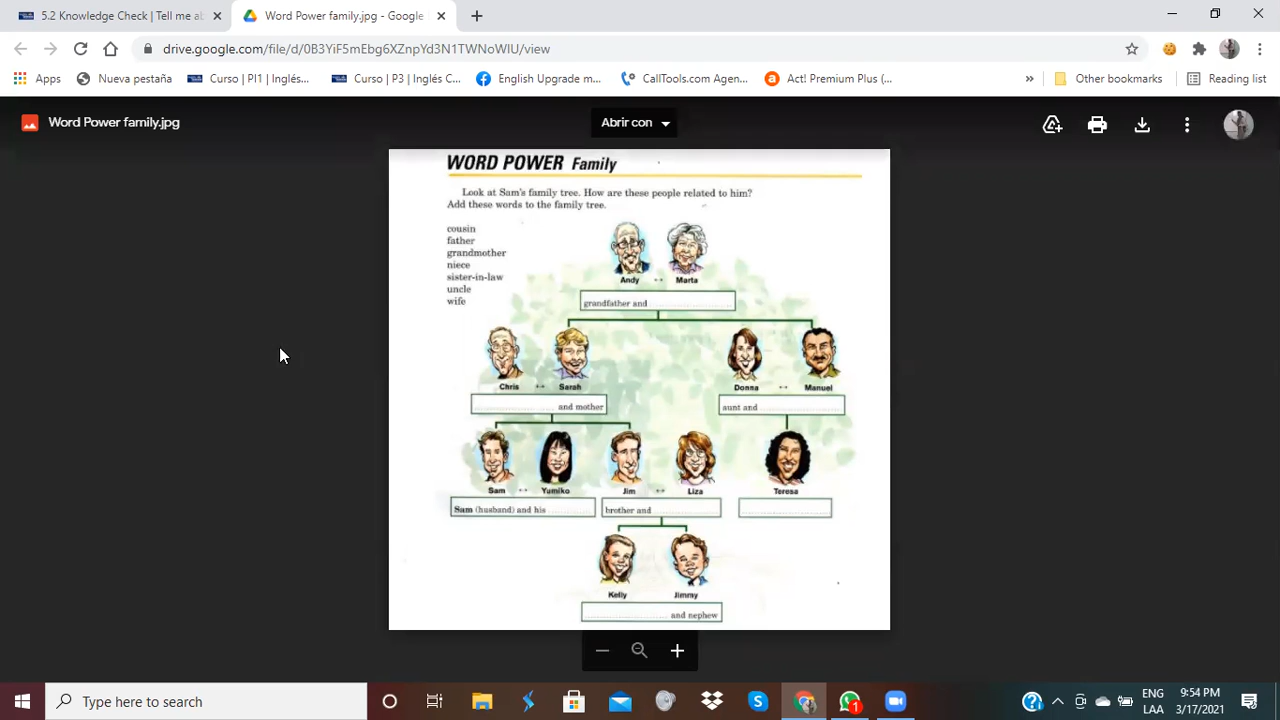 5.2 Knowledge Check | Tell me ab
Word Power family.jpg - Google
drive.google.com/file/d/0B3YiF5mEbg6XZnpYd3N1TWNoWlU/view
Apps
Nueva pestaña
Curso | PI1 | Inglés...
Curso | P3 | Inglés C...
English Upgrade m...
CallTools.com Agen...
Act! Premium Plus (...
»
Other bookmarks
Reading list
Word Power family.jpg
Abrir con
WORD POWER Family
Look at Sam's family tree. How are these people related to him?
Add these words to the family tree.
cousin
father
grandmother
niece
sister-in-law
uncle
wife
Andy ↔ Marta
grandfather and ....................
Chris ↔ Sarah
Donna ↔ Manuel
.................... and mother
aunt and ....................
Sam ↔ Yumiko
Jim ↔ Liza
Teresa
Sam (husband) and his ............
brother and ................
....................
Kelly
Jimmy
.................... and nephew
Type here to search
1
ENG
LAA
9:54 PM
3/17/2021